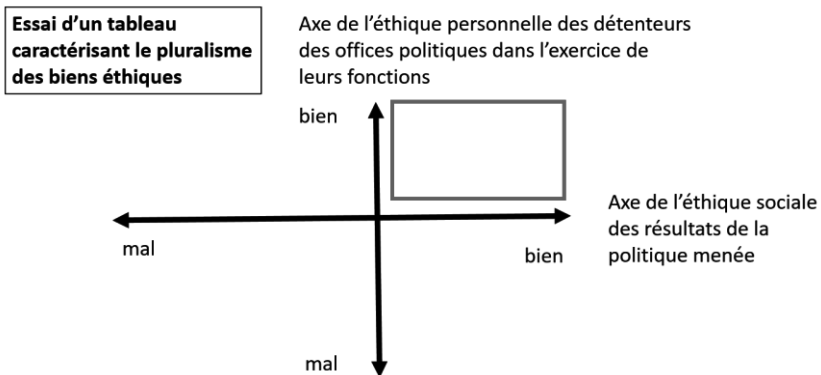 Essai d’un tableau
caractérisant le pluralisme
des biens éthiques
Axe de l’éthique personnelle des détenteurs
des offices politiques dans l’exercice de
leurs fonctions
bien
Axe de l’éthique sociale
des résultats de la
politique menée
mal
bien
mal